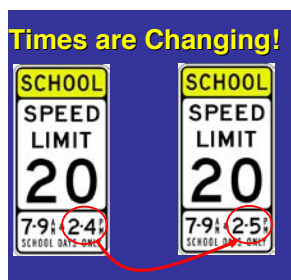 Times are Changing!
SCHOOL
SPEED
LIMIT
20
7-9 AM 2-4 PM
SCHOOL DAYS ONLY
SCHOOL
SPEED
LIMIT
20
7-9 AM 2-5 PM
SCHOOL DAYS ONLY